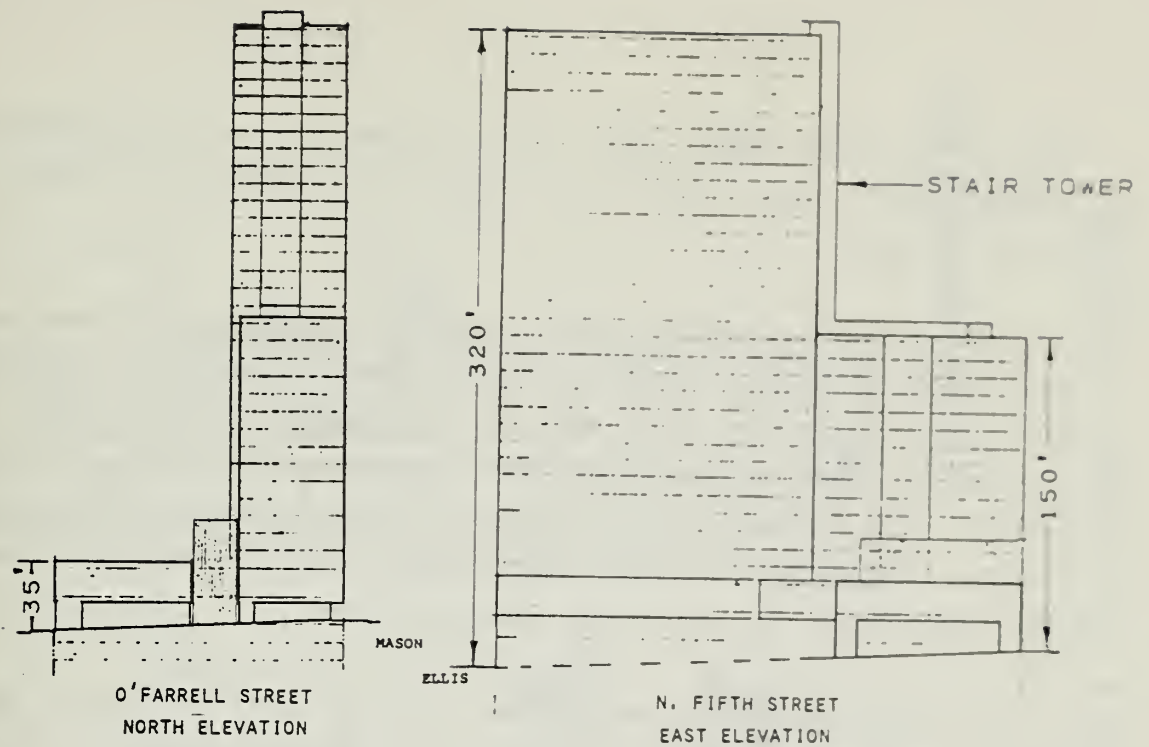 STAIR TOWER
320'
150'
35'
MASON
ELLIS
O'FARRELL STREET
NORTH ELEVATION
N. FIFTH STREET
EAST ELEVATION